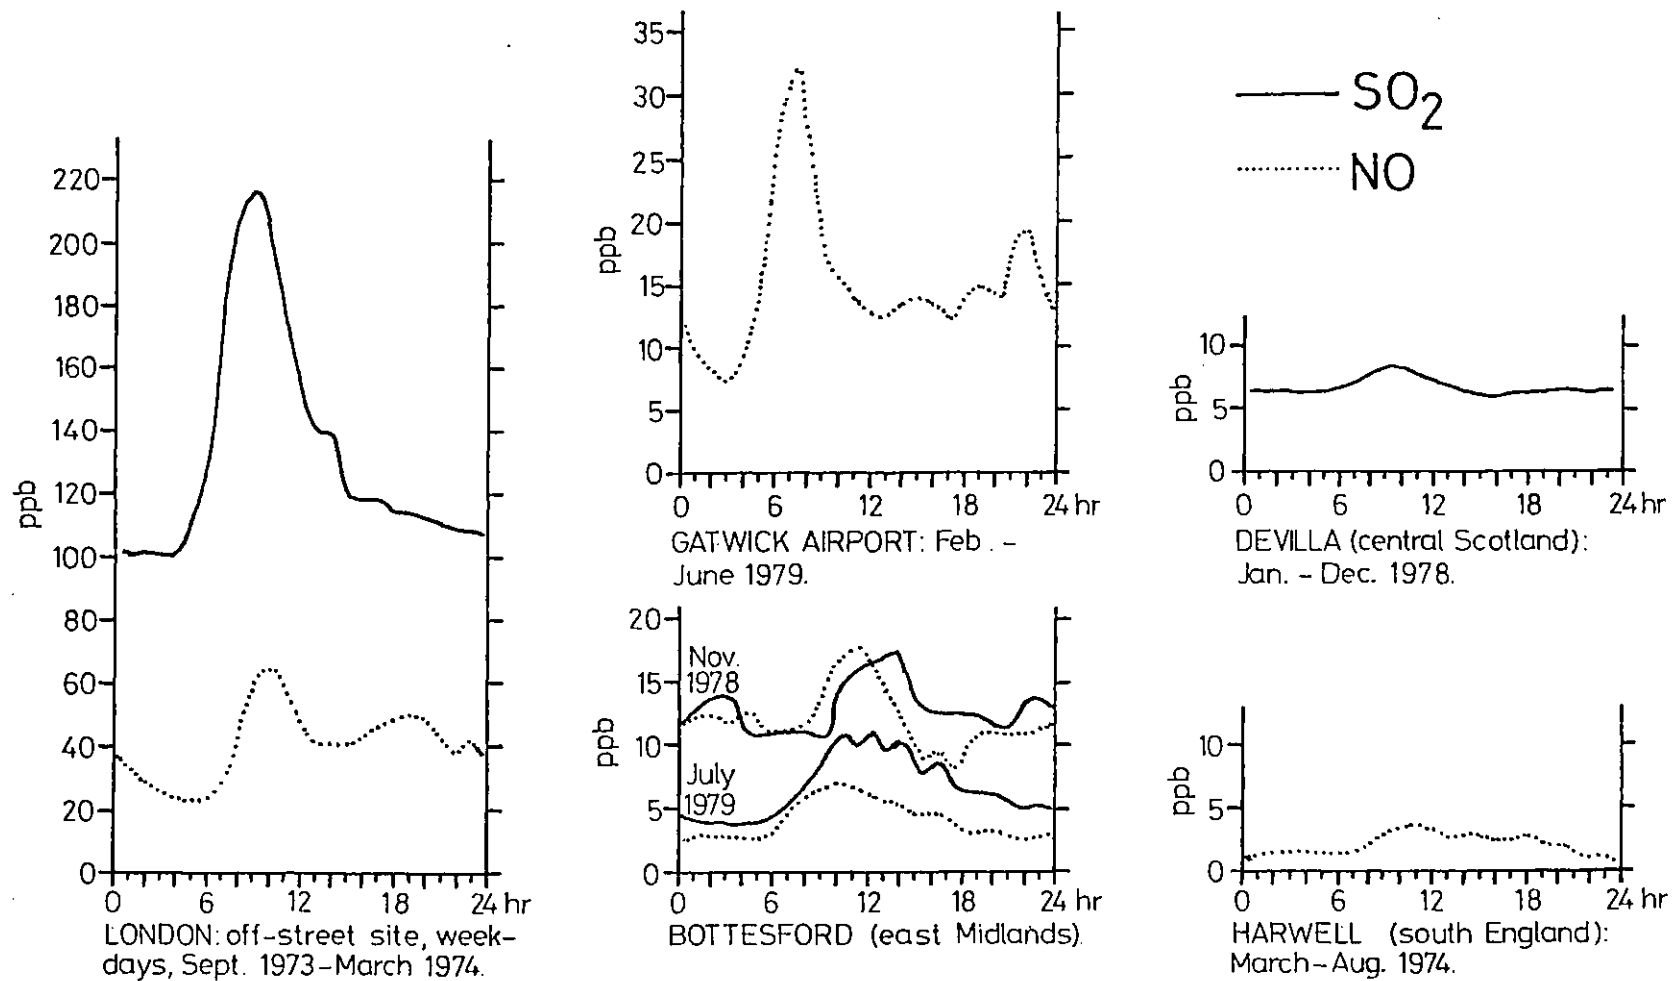 220
200
180
160
140
120
100
80
60
40
20
0
ppb
0 6 12 18 24 hr
LONDON: off-street site, week-
days, Sept. 1973-March 1974.
35
30
25
20
15
10
5
0
ppb
0 6 12 18 24 hr
GATWICK AIRPORT: Feb. -
June 1979.
20
15
10
5
0
ppb
Nov.
1978
July
1979
0 6 12 18 24 hr
BOTTESFORD (east Midlands).
SO2
NO
10
5
0
ppb
0 6 12 18 24 hr
DEVILLA (central Scotland):
Jan. - Dec. 1978.
10
5
0
ppb
0 6 12 18 24 hr
HARWELL (south England):
March-Aug. 1974.